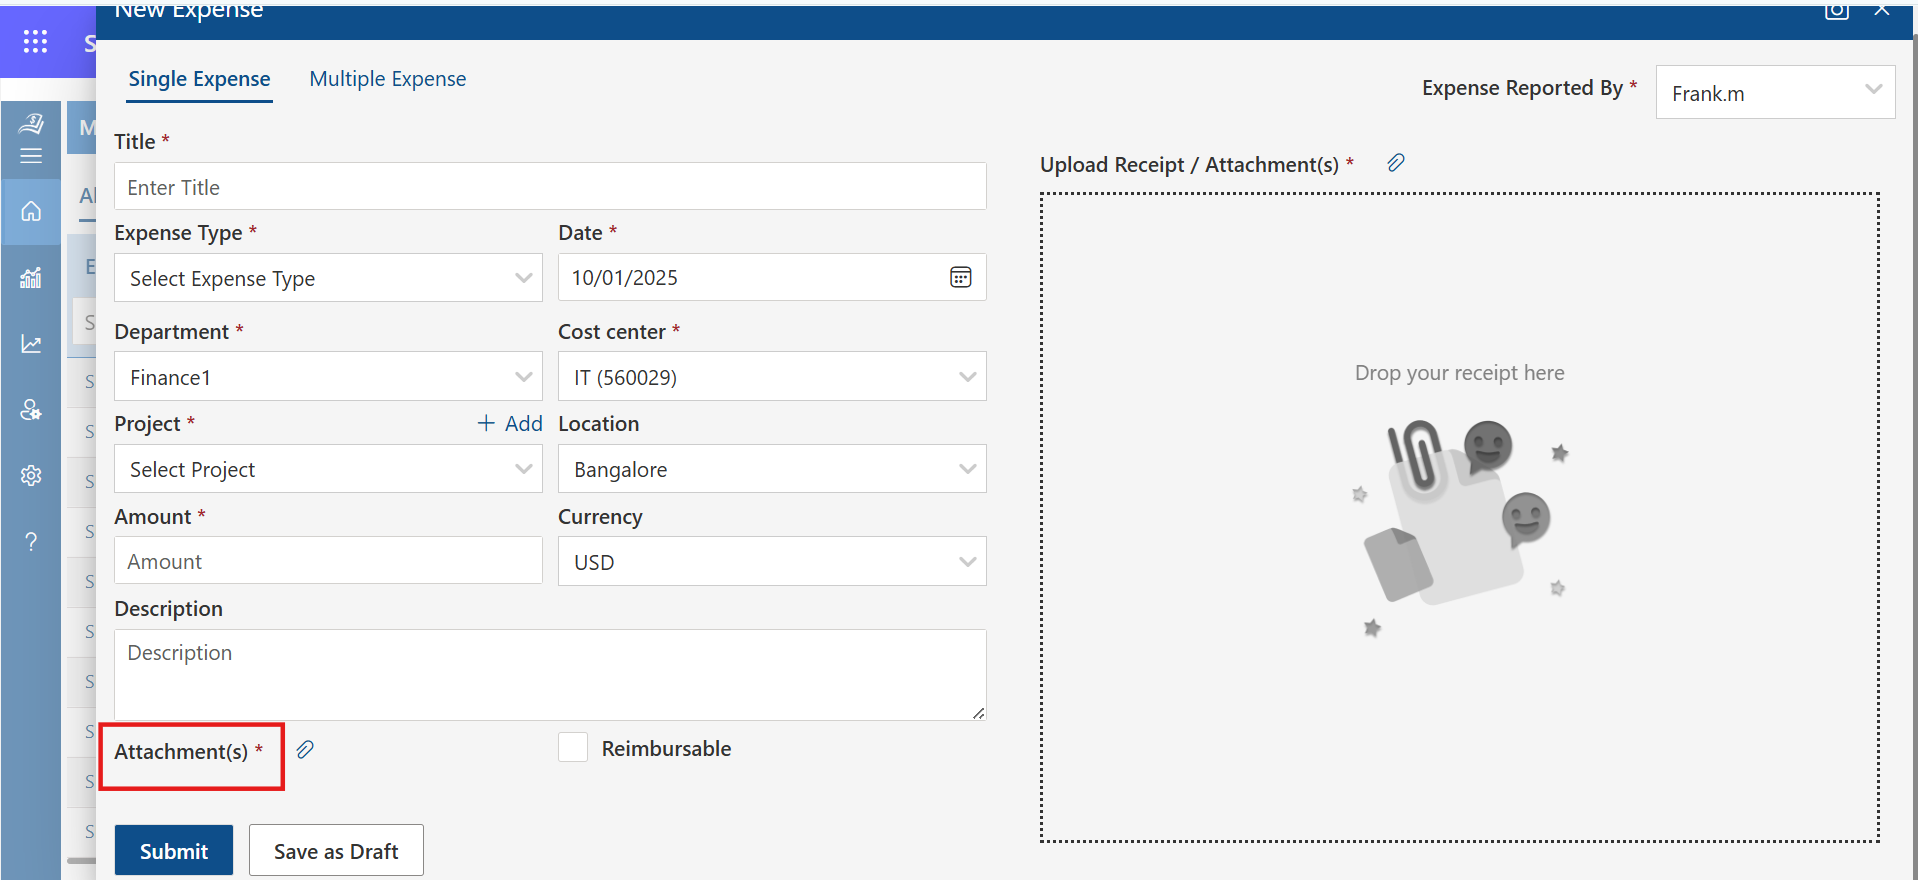 New Expense
S
Single Expense
Multiple Expense
Expense Reported By *
Frank.m
M
Title *
Enter Title
Upload Receipt / Attachment(s) *
Al
Expense Type *
Date *
E
Select Expense Type
10/01/2025
S
Department *
Cost center *
Finance1
IT (560029)
Drop your receipt here
S
Project *
+ Add
Location
S
Select Project
Bangalore
S
Amount *
Currency
S
Amount
USD
S
Description
S
Description
S
S
Attachment(s) *
Reimbursable
S
S
Submit
Save as Draft
?